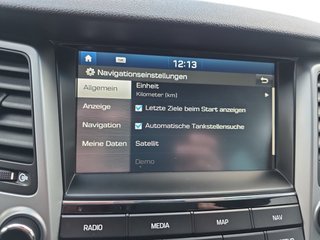 12:13
Navigationseinstellungen
Allgemein
Einheit
Kilometer (km)
Anzeige
Letzte Ziele beim Start anzeigen
Navigation
Automatische Tankstellensuche
Meine Daten
Satellit
Demo
RADIO
MEDIA
MAP
NAV